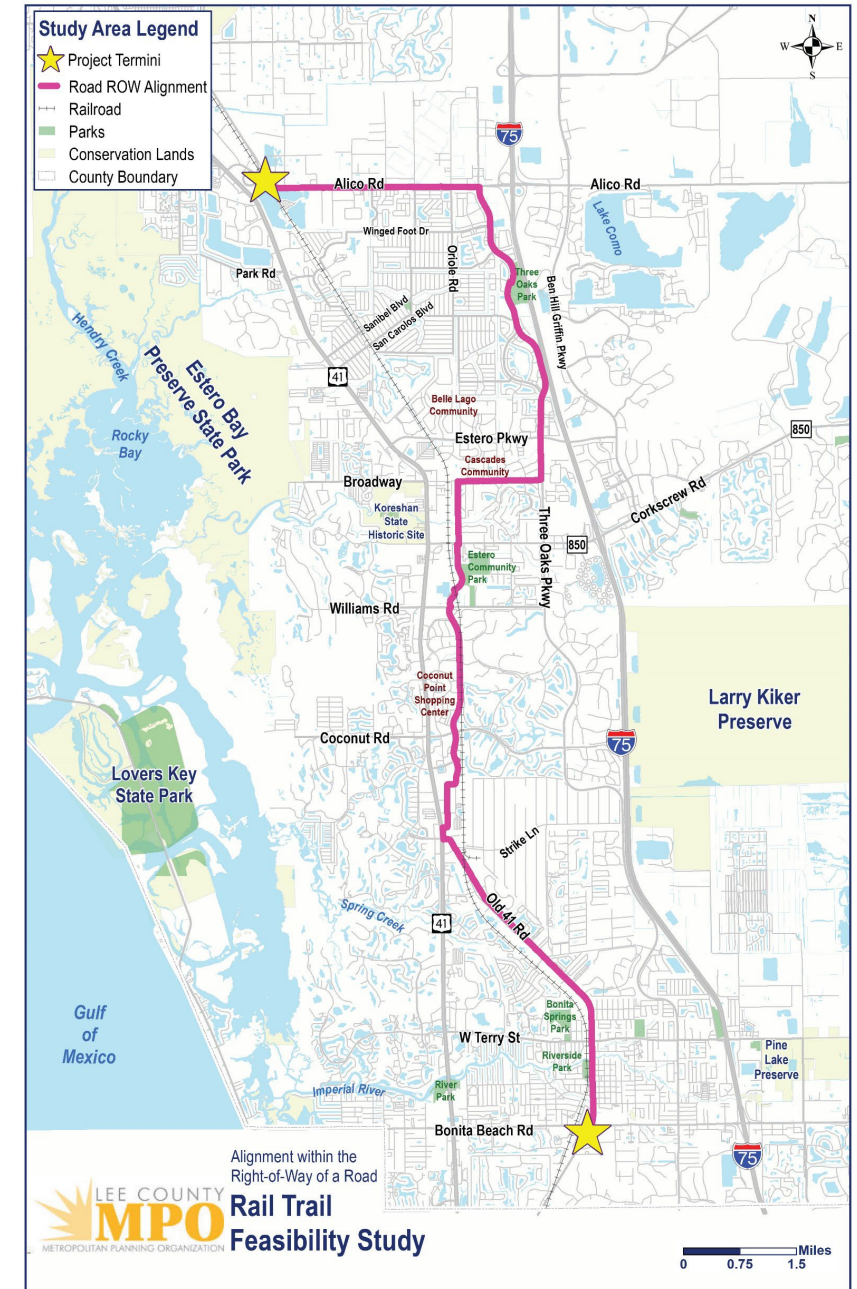 Study Area Legend
Project Termini
Road ROW Alignment
Railroad
Parks
Conservation Lands
County Boundary
N
W
E
S
75
Alico Rd
Alico Rd
Lake Como
Winged Foot Dr
Oriole Rd
Park Rd
Three
Oaks
Park
Ben Hill Griffin Pkwy
Sanibel Blvd
San Carolos Blvd
Hendry Creek
Estero Bay
Preserve State Park
41
Belle Lago
Community
Rocky
Bay
Estero Pkwy
850
Cascades
Community
Broadway
Corkscrew Rd
Koreshan
State
Historic Site
Three Oaks Pkwy
850
Estero
Community
Park
Williams Rd
Coconut
Point
Shopping
Center
Larry Kiker
Preserve
Coconut Rd
75
Lovers Key
State Park
Strike Ln
Old 41 Rd
Spring Creek
41
Gulf
of
Mexico
Bonita
Springs
Park
W Terry St
Riverside
Park
Pine
Lake
Preserve
River
Park
Imperial River
Bonita Beach Rd
75
Alignment within the
Right-of-Way of a Road
LEE COUNTY
MPO
METROPOLITAN PLANNING ORGANIZATION
Rail Trail
Feasibility Study
Miles
0 0.75 1.5